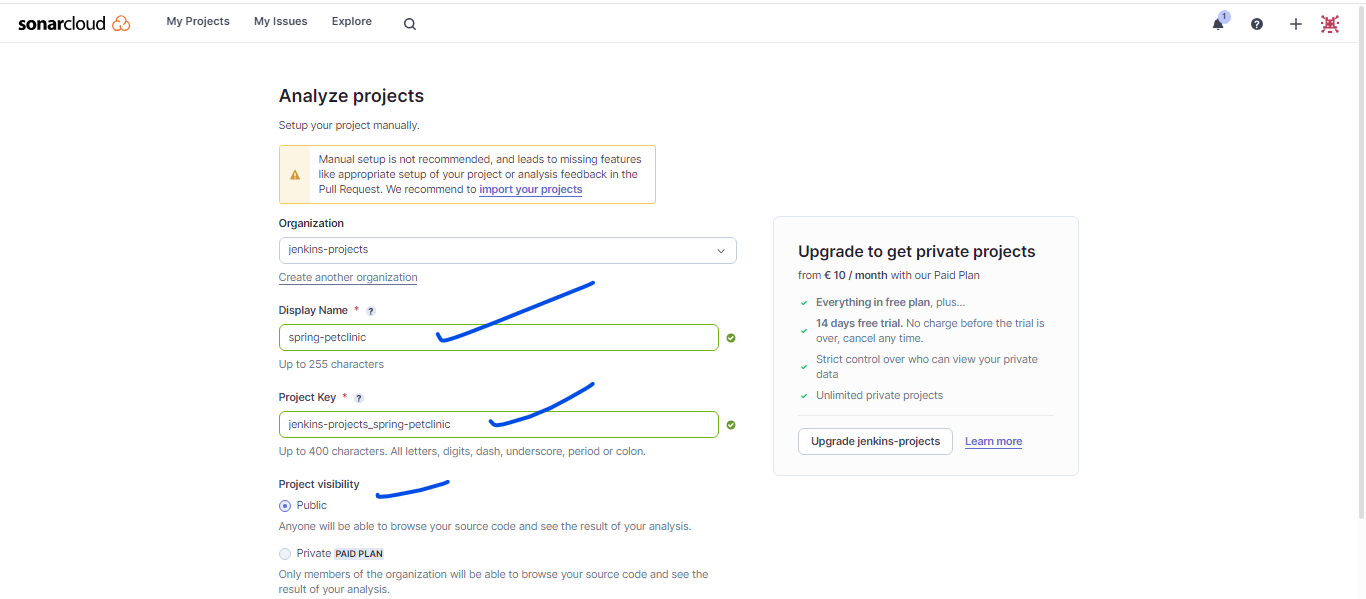 sonarcloud My Projects My Issues Explore 1 ?
Analyze projects
Setup your project manually.
Manual setup is not recommended, and leads to missing features
like appropriate setup of your project or analysis feedback in the
Pull Request. We recommend to import your projects
Organization
jenkins-projects
Create another organization
Display Name * ?
spring-petclinic
Up to 255 characters
Project Key * ?
jenkins-projects_spring-petclinic
Up to 400 characters. All letters, digits, dash, underscore, period or colon.
Project visibility
Public
Anyone will be able to browse your source code and see the result of your analysis.
Private PAID PLAN
Only members of the organization will be able to browse your source code and see the
result of your analysis.
Upgrade to get private projects
from € 10 / month with our Paid Plan
Everything in free plan, plus...
14 days free trial. No charge before the trial is
over, cancel any time.
Strict control over who can view your private
data
Unlimited private projects
Upgrade jenkins-projects Learn more